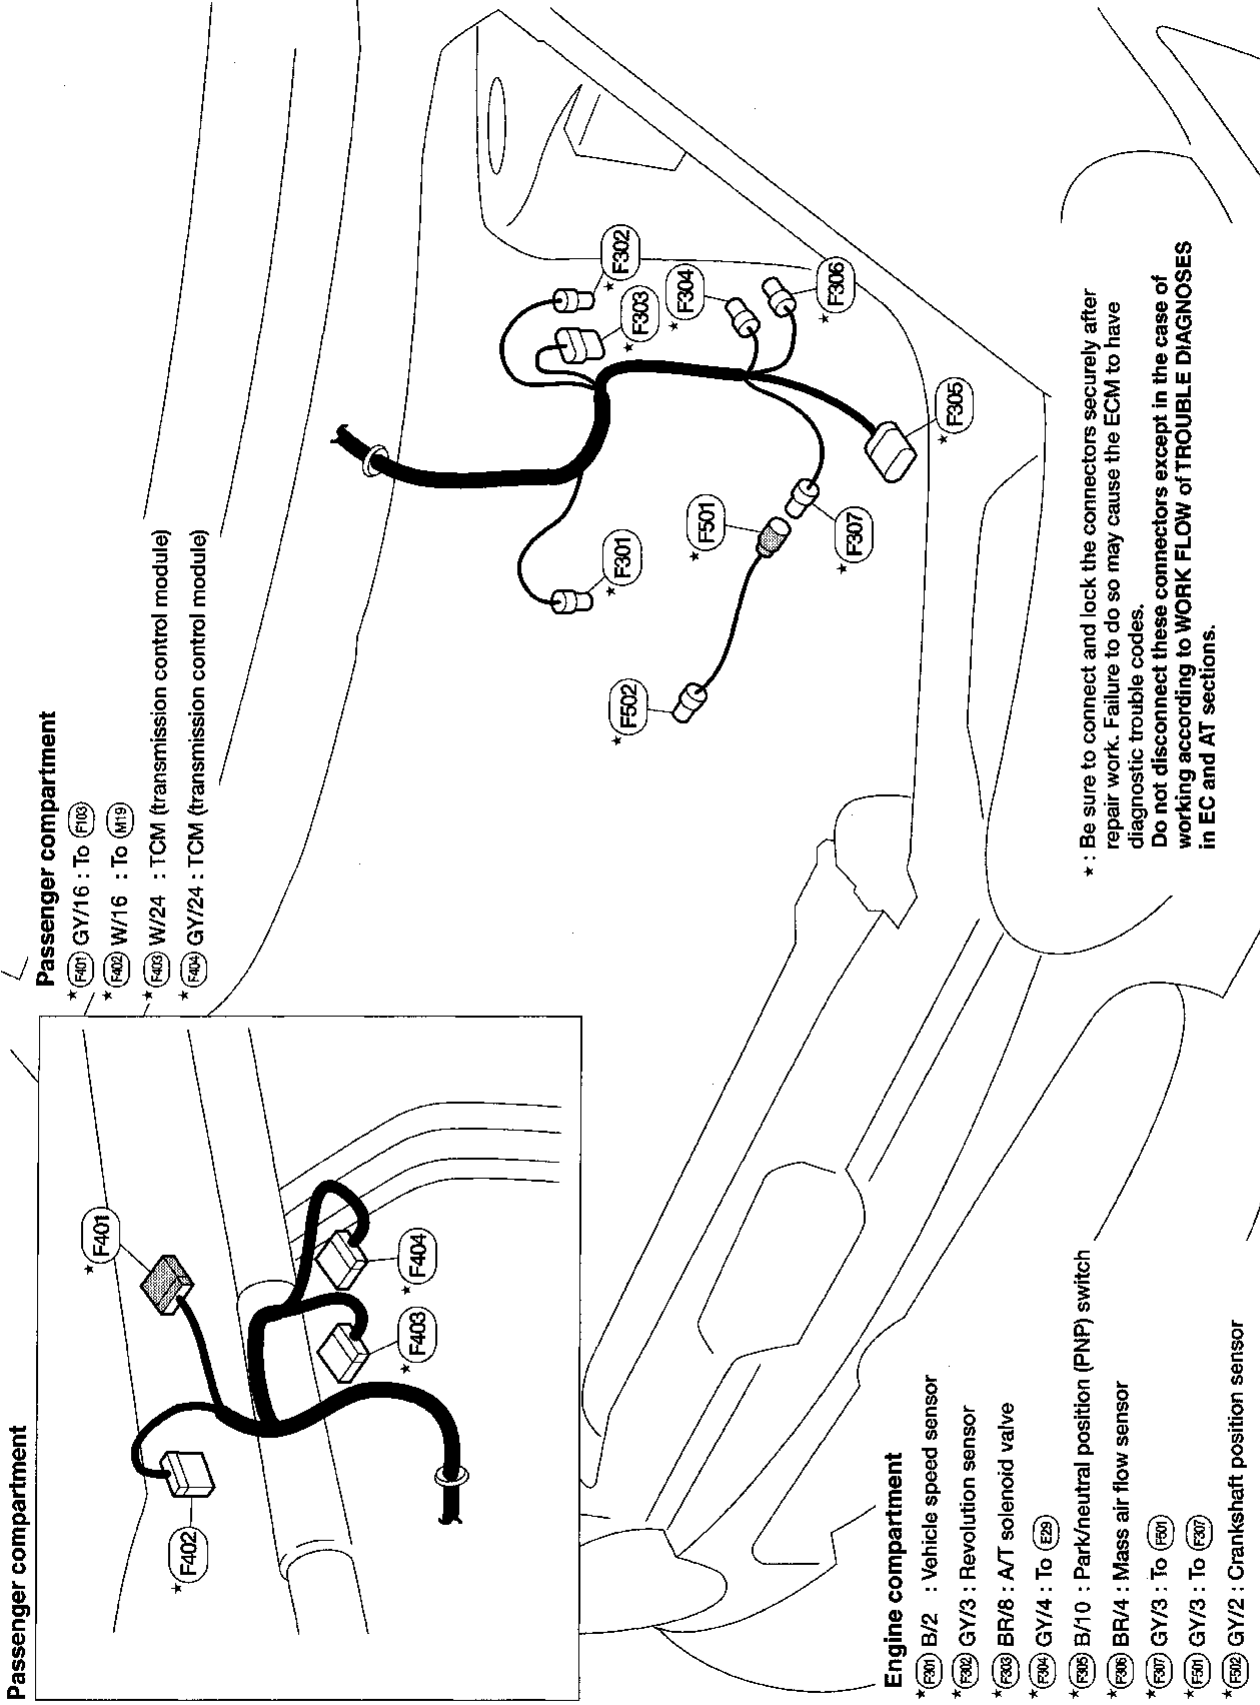 Passenger compartment
★ F402
★ F401
★ F403
★ F404
Passenger compartment
★ F401 GY/16 : To F103
★ F402 W/16 : To M19
★ F403 W/24 : TCM (transmission control module)
★ F404 GY/24 : TCM (transmission control module)
★ F301
★ F302
★ F303
★ F304
★ F306
★ F305
★ F307
★ F501
★ F502
Engine compartment
★ F301 B/2 : Vehicle speed sensor
★ F302 GY/3 : Revolution sensor
★ F303 BR/8 : A/T solenoid valve
★ F304 GY/4 : To E29
★ F305 B/10 : Park/neutral position (PNP) switch
★ F306 BR/4 : Mass air flow sensor
★ F307 GY/3 : To F501
★ F501 GY/3 : To F307
★ F502 GY/2 : Crankshaft position sensor
★ : Be sure to connect and lock the connectors securely after
repair work. Failure to do so may cause the ECM to have
diagnostic trouble codes.
Do not disconnect these connectors except in the case of
working according to WORK FLOW of TROUBLE DIAGNOSES
in EC and AT sections.